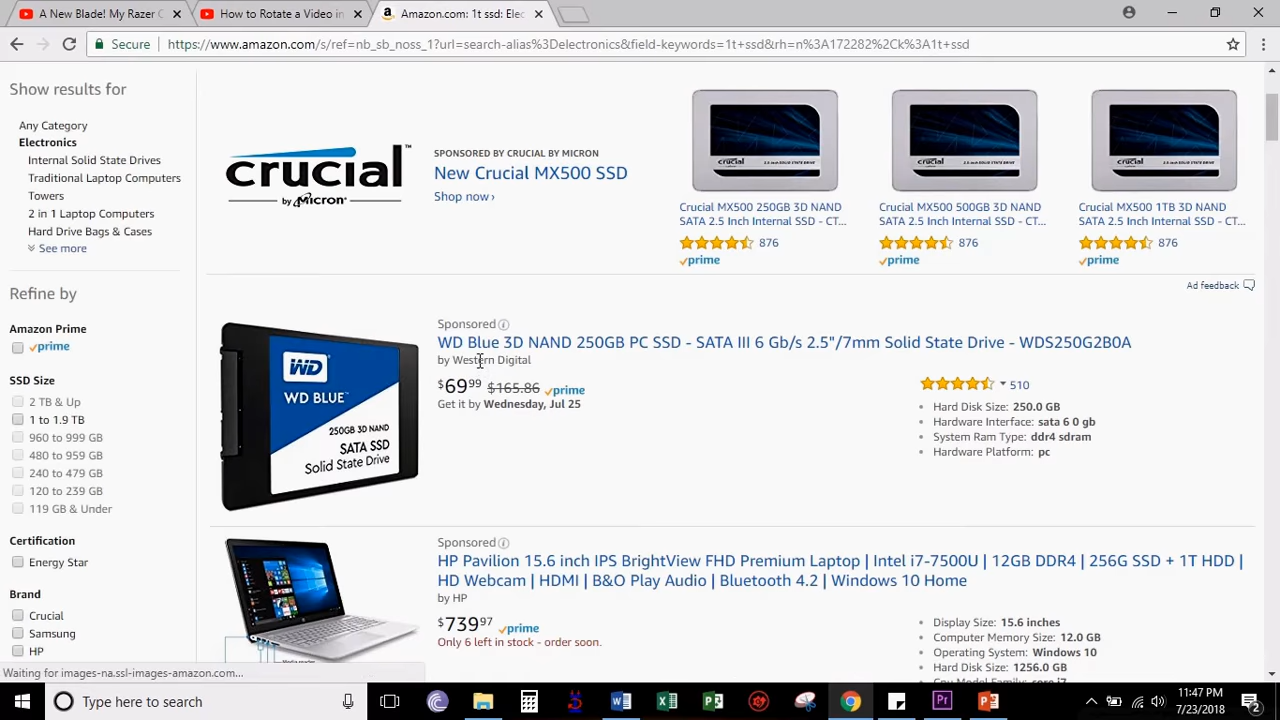 A New Blade! My Razer C
How to Rotate a Video in
Amazon.com: 1t ssd: Elec
Secure
https://www.amazon.com/s/ref=nb_sb_noss_1?url=search-alias%3Delectronics&field-keywords=1t+ssd&rh=n%3A172282%2Ck%3A1t+ssd
Show results for
Any Category
Electronics
Internal Solid State Drives
Traditional Laptop Computers
Towers
2 in 1 Laptop Computers
Hard Drive Bags & Cases
See more
Refine by
Amazon Prime
prime
SSD Size
2 TB & Up
1 to 1.9 TB
960 to 999 GB
480 to 959 GB
240 to 479 GB
120 to 239 GB
119 GB & Under
Certification
Energy Star
Brand
Crucial
Samsung
HP
crucial
by Micron
SPONSORED BY CRUCIAL BY MICRON
New Crucial MX500 SSD
Shop now ›
crucial
Crucial MX500 250GB 3D NAND
SATA 2.5 Inch Internal SSD - CT...
876
prime
crucial
Crucial MX500 500GB 3D NAND
SATA 2.5 Inch Internal SSD - CT...
876
prime
crucial
Crucial MX500 1TB 3D NAND
SATA 2.5 Inch Internal SSD - CT...
876
prime
Ad feedback
WD
WD BLUE™
250GB 3D NAND
SATA SSD
Solid State Drive
Sponsored
WD Blue 3D NAND 250GB PC SSD - SATA III 6 Gb/s 2.5"/7mm Solid State Drive - WDS250G2B0A
by Western Digital
$69.99 $165.86 prime
Get it by Wednesday, Jul 25
510
Hard Disk Size: 250.0 GB
Hardware Interface: sata 6 0 gb
System Ram Type: ddr4 sdram
Hardware Platform: pc
Sponsored
HP Pavilion 15.6 inch IPS BrightView FHD Premium Laptop | Intel i7-7500U | 12GB DDR4 | 256G SSD + 1T HDD |
HD Webcam | HDMI | B&O Play Audio | Bluetooth 4.2 | Windows 10 Home
by HP
$739.97 prime
Only 6 left in stock - order soon.
Display Size: 15.6 inches
Computer Memory Size: 12.0 GB
Operating System: Windows 10
Hard Disk Size: 1256.0 GB
Cpu Model Family: core i7
Waiting for images-na.ssl-images-amazon.com...
Type here to search
11:47 PM
7/23/2018
2